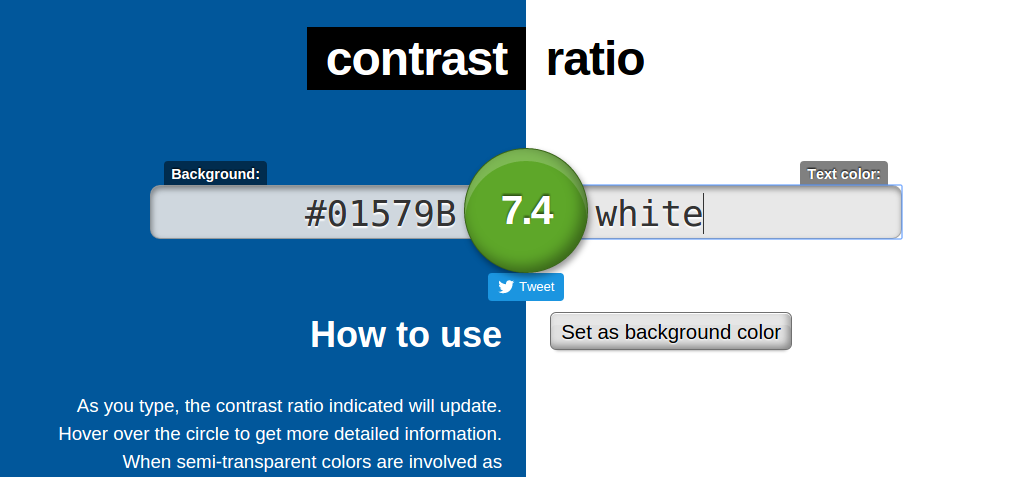 contrast ratio
Background:
Text color:
#01579B
7.4
white
Tweet
How to use
Set as background color
As you type, the contrast ratio indicated will update.
Hover over the circle to get more detailed information.
When semi-transparent colors are involved as